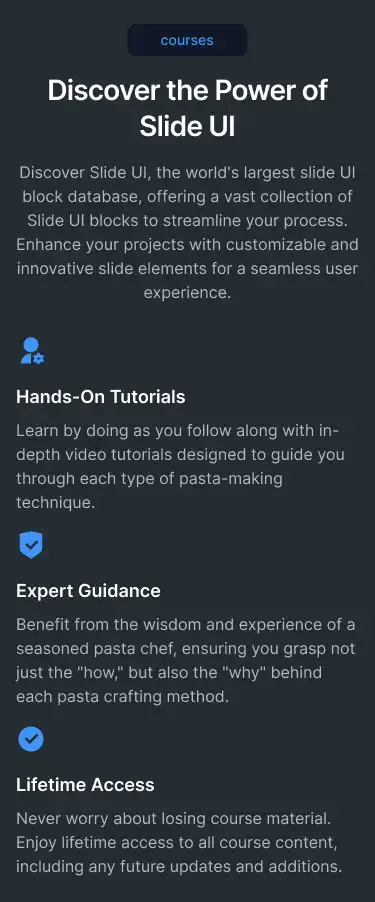 courses
Discover the Power of
Slide UI
Discover Slide UI, the world's largest slide UI
block database, offering a vast collection of
Slide UI blocks to streamline your process.
Enhance your projects with customizable and
innovative slide elements for a seamless user
experience.
Hands-On Tutorials
Learn by doing as you follow along with in-
depth video tutorials designed to guide you
through each type of pasta-making
technique.
Expert Guidance
Benefit from the wisdom and experience of a
seasoned pasta chef, ensuring you grasp not
just the "how," but also the "why" behind
each pasta crafting method.
Lifetime Access
Never worry about losing course material.
Enjoy lifetime access to all course content,
including any future updates and additions.